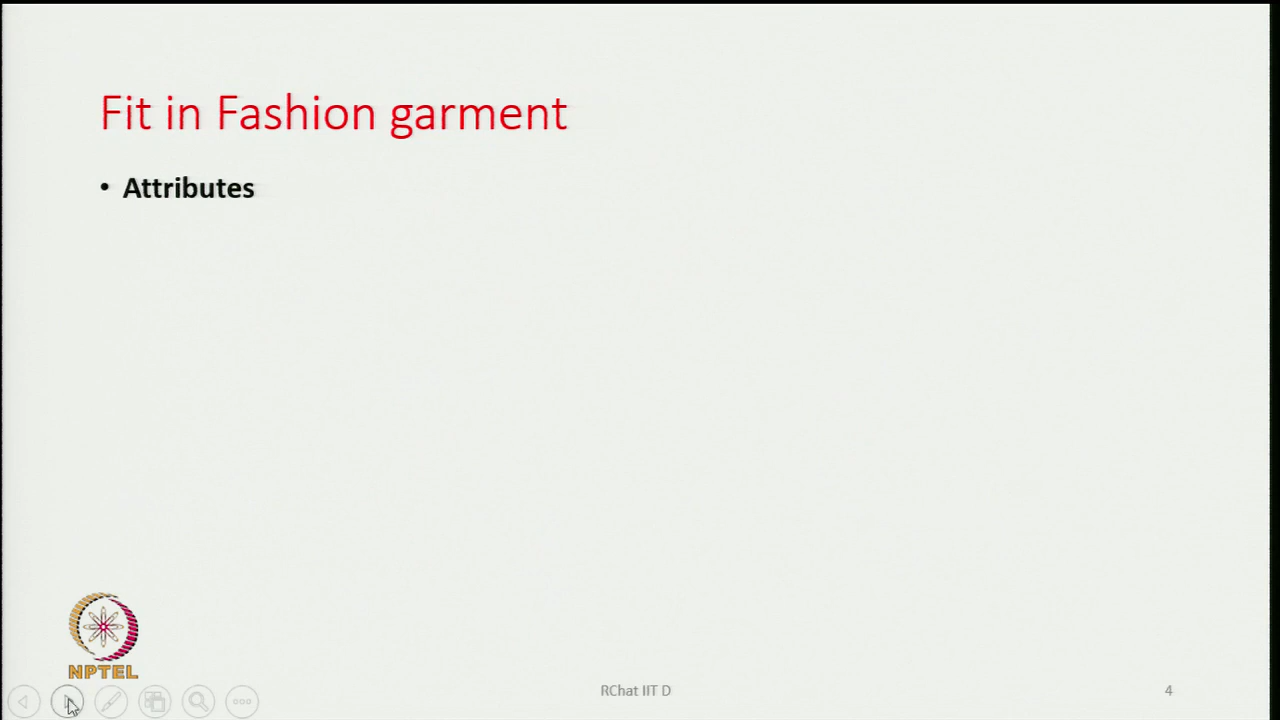 Fit in Fashion garment
• Attributes
NPTEL
RChat IIT D
4